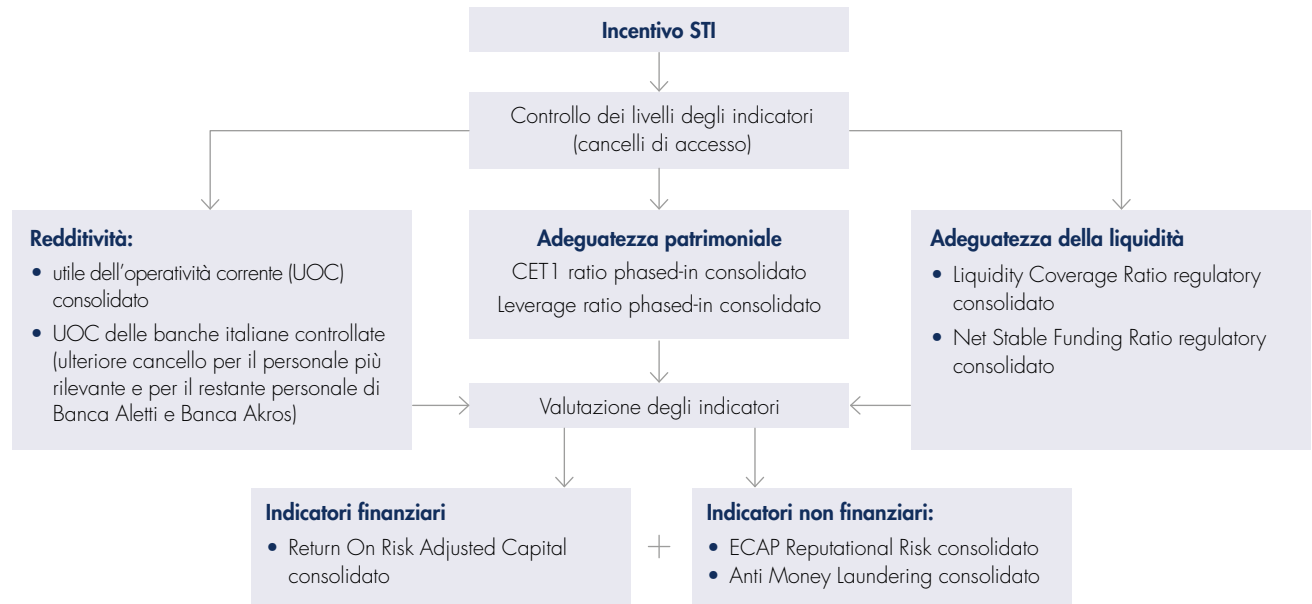 Incentivo STI
Controllo dei livelli degli indicatori
(cancelli di accesso)
Redditività:
• utile dell'operatività corrente (UOC)
consolidato
• UOC delle banche italiane controllate
(ulteriore cancello per il personale più
rilevante e per il restante personale di
Banca Aletti e Banca Akros)
Adeguatezza patrimoniale
CET1 ratio phased-in consolidato
Leverage ratio phased-in consolidato
Adeguatezza della liquidità
• Liquidity Coverage Ratio regulatory
consolidato
• Net Stable Funding Ratio regulatory
consolidato
Valutazione degli indicatori
Indicatori finanziari
• Return On Risk Adjusted Capital
consolidato
+
Indicatori non finanziari:
• ECAP Reputational Risk consolidato
• Anti Money Laundering consolidato